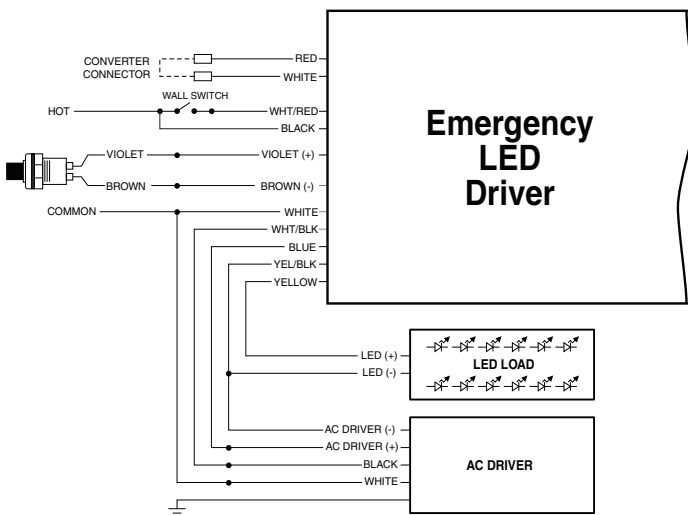 CONVERTER
CONNECTOR
RED
WHITE
WALL SWITCH
HOT
WHT/RED
BLACK
VIOLET
VIOLET (+)
BROWN
BROWN (-)
COMMON
WHITE
WHT/BLK
BLUE
YEL/BLK
YELLOW
Emergency
LED
Driver
LED (+)
LED (-)
LED LOAD
AC DRIVER (-)
AC DRIVER (+)
BLACK
WHITE
AC DRIVER